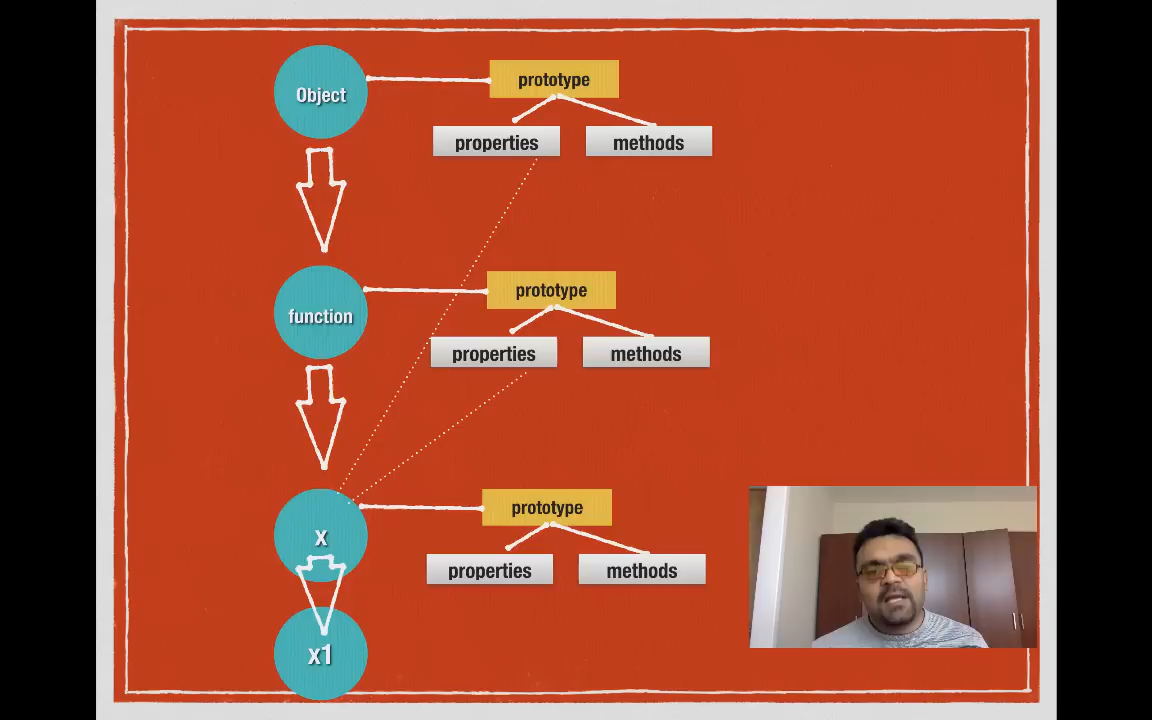 Object
prototype
properties
methods
function
prototype
properties
methods
x
prototype
properties
methods
x1